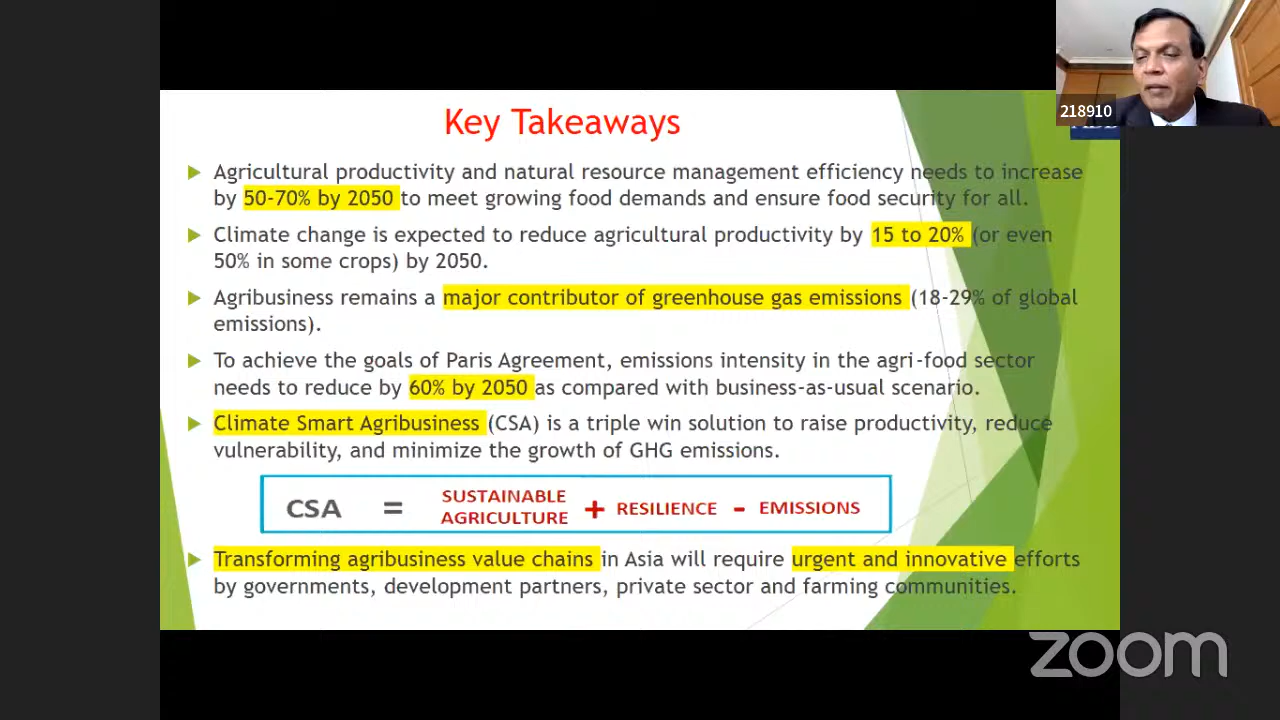 Key Takeaways
218910
Agricultural productivity and natural resource management efficiency needs to increase
by 50-70% by 2050 to meet growing food demands and ensure food security for all.
Climate change is expected to reduce agricultural productivity by 15 to 20% (or even
50% in some crops) by 2050.
Agribusiness remains a major contributor of greenhouse gas emissions (18-29% of global
emissions).
To achieve the goals of Paris Agreement, emissions intensity in the agri-food sector
needs to reduce by 60% by 2050 as compared with business-as-usual scenario.
Climate Smart Agribusiness (CSA) is a triple win solution to raise productivity, reduce
vulnerability, and minimize the growth of GHG emissions.
CSA = SUSTAINABLE AGRICULTURE + RESILIENCE - EMISSIONS
Transforming agribusiness value chains in Asia will require urgent and innovative efforts
by governments, development partners, private sector and farming communities.
zoom